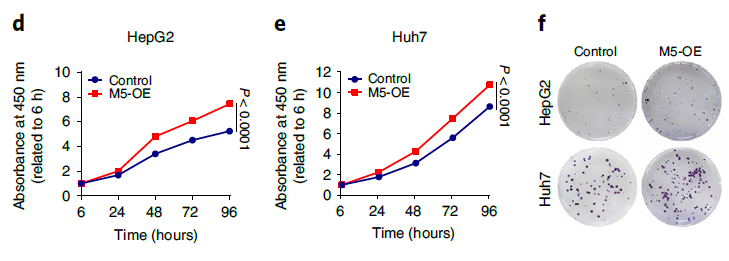 d
HepG2
Absorbance at 450 nm
(related to 6 h)
10
8
6
4
2
0
Control
M5-OE
P < 0.0001
6 24 48 72 96
Time (hours)
e
Huh7
Absorbance at 450 nm
(related to 6 h)
12
10
8
6
4
2
0
Control
M5-OE
P < 0.0001
6 24 48 72 96
Time (hours)
f
Control M5-OE
HepG2
Huh7